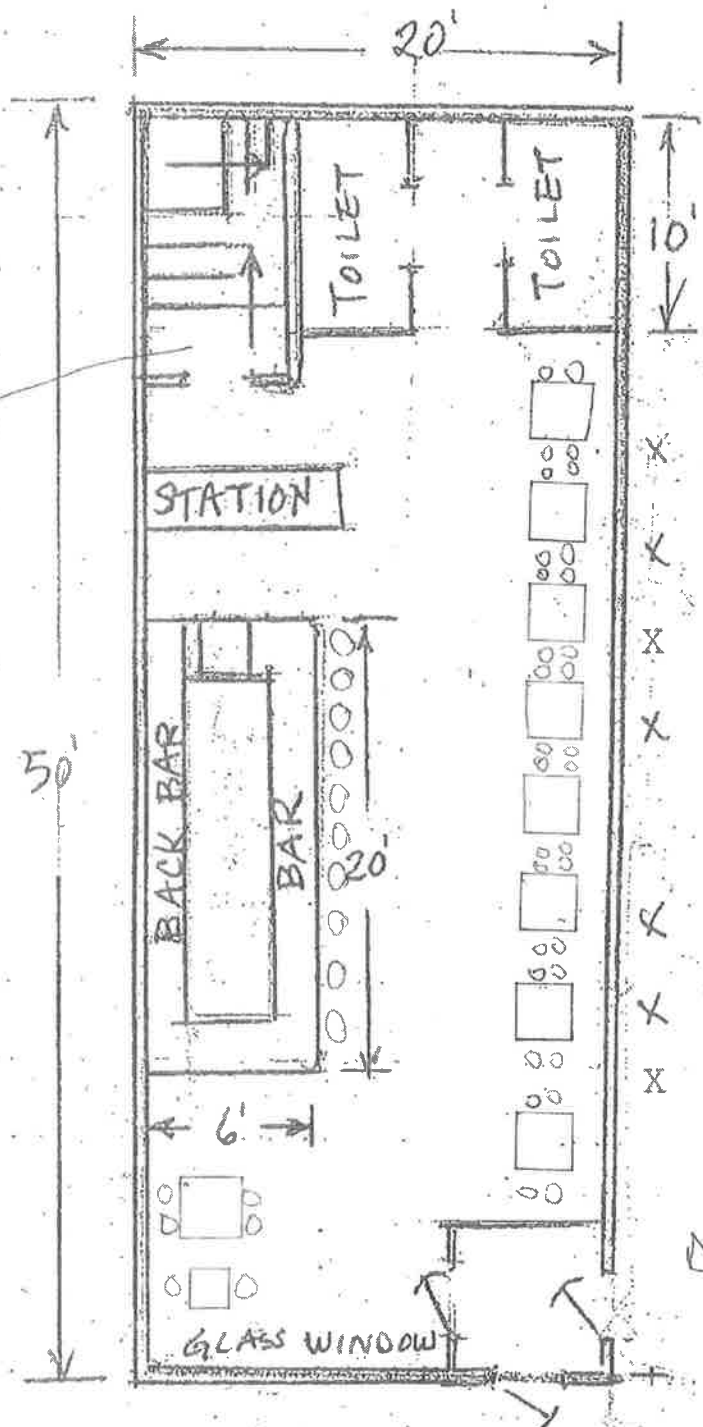 20'
TOILET
TOILET
10'
STATION
X
X
X
X
50'
BACK BAR
BAR
20'
X
X
X
6'
GLASS WINDOW